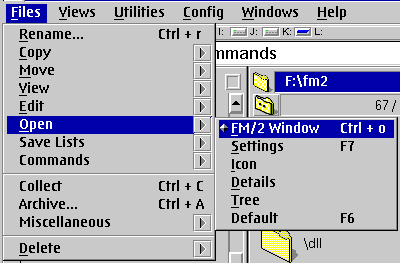 Files Views Utilities Config Windows Help
I: J: K: L:
mmands
Rename... Ctrl + r
Copy
Move
View
Edit
Open
Save Lists
Commands
Collect Ctrl + C
Archive... Ctrl + A
Miscellaneous
Delete
F:\fm2
67 /
FM/2 Window Ctrl + o
Settings F7
Icon
Details
Tree
Default F6
\dll